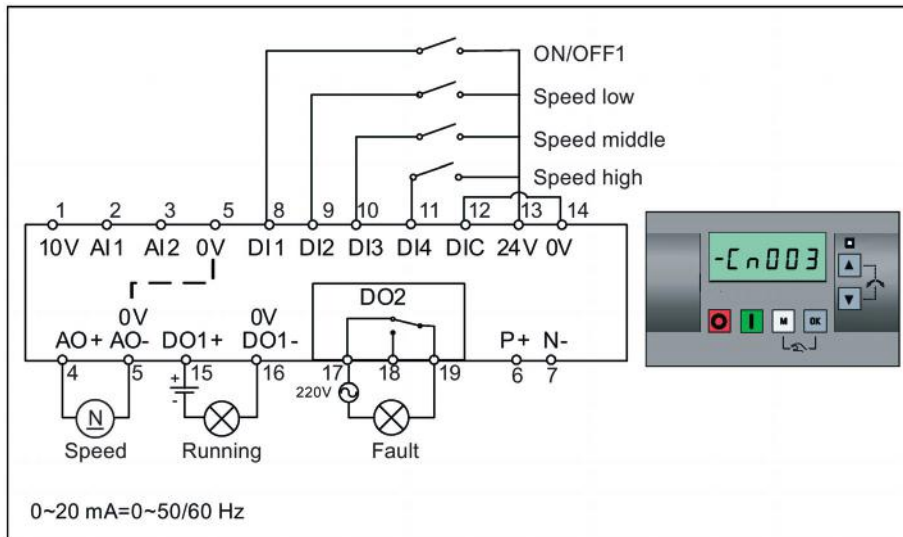 ON/OFF1
Speed low
Speed middle
Speed high
1 2 3 5 8 9 10 11 12 13 14
10V AI1 AI2 0V DI1 DI2 DI3 DI4 DIC 24V 0V
-Cn003
M OK
DO2
0V 0V
AO+ AO- DO1+ DO1- P+ N-
4 5 15 16 17 18 19 6 7
+
-
220V
N
Speed Running Fault
0~20 mA=0~50/60 Hz